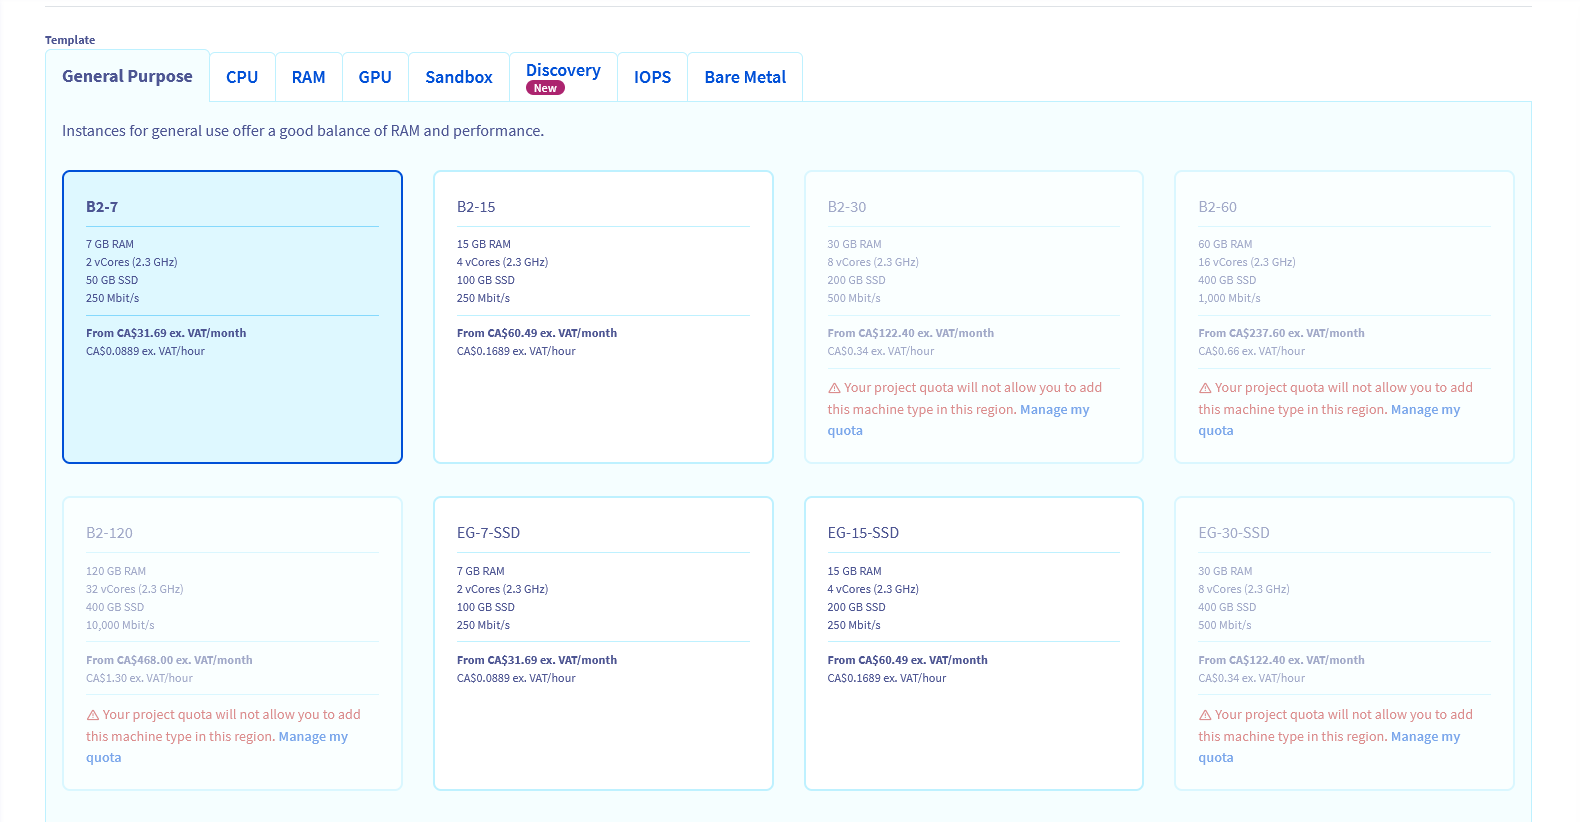 Template
General Purpose
CPU
RAM
GPU
Sandbox
Discovery
New
IOPS
Bare Metal
Instances for general use offer a good balance of RAM and performance.
B2-7
7 GB RAM
2 vCores (2.3 GHz)
50 GB SSD
250 Mbit/s
From CA$31.69 ex. VAT/month
CA$0.0889 ex. VAT/hour
B2-15
15 GB RAM
4 vCores (2.3 GHz)
100 GB SSD
250 Mbit/s
From CA$60.49 ex. VAT/month
CA$0.1689 ex. VAT/hour
B2-30
30 GB RAM
8 vCores (2.3 GHz)
200 GB SSD
500 Mbit/s
From CA$122.40 ex. VAT/month
CA$0.34 ex. VAT/hour
Your project quota will not allow you to add
this machine type in this region. Manage my
quota
B2-60
60 GB RAM
16 vCores (2.3 GHz)
400 GB SSD
1,000 Mbit/s
From CA$237.60 ex. VAT/month
CA$0.66 ex. VAT/hour
Your project quota will not allow you to add
this machine type in this region. Manage my
quota
B2-120
120 GB RAM
32 vCores (2.3 GHz)
400 GB SSD
10,000 Mbit/s
From CA$468.00 ex. VAT/month
CA$1.30 ex. VAT/hour
Your project quota will not allow you to add
this machine type in this region. Manage my
quota
EG-7-SSD
7 GB RAM
2 vCores (2.3 GHz)
100 GB SSD
250 Mbit/s
From CA$31.69 ex. VAT/month
CA$0.0889 ex. VAT/hour
EG-15-SSD
15 GB RAM
4 vCores (2.3 GHz)
200 GB SSD
250 Mbit/s
From CA$60.49 ex. VAT/month
CA$0.1689 ex. VAT/hour
EG-30-SSD
30 GB RAM
8 vCores (2.3 GHz)
400 GB SSD
500 Mbit/s
From CA$122.40 ex. VAT/month
CA$0.34 ex. VAT/hour
Your project quota will not allow you to add
this machine type in this region. Manage my
quota